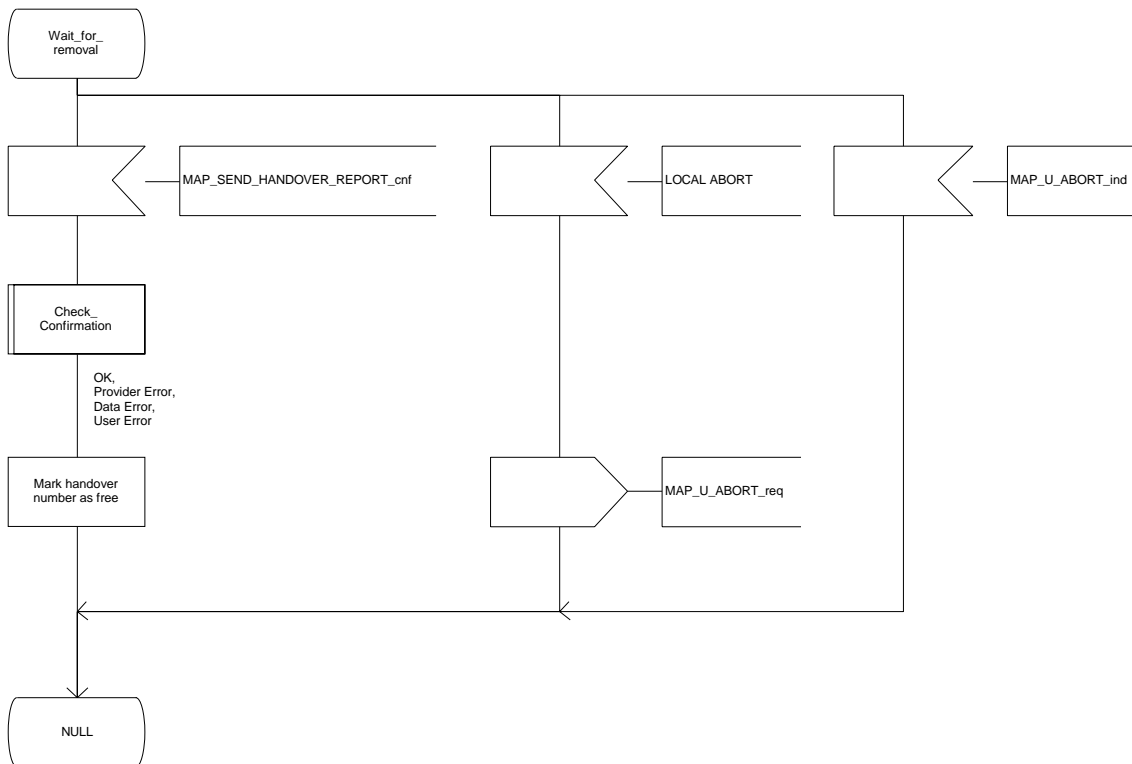 Wait_for_
removal
MAP_SEND_HANDOVER_REPORT_cnf
LOCAL ABORT
MAP_U_ABORT_ind
Check_
Confirmation
OK,
Provider Error,
Data Error,
User Error
Mark handover
number as free
MAP_U_ABORT_req
NULL